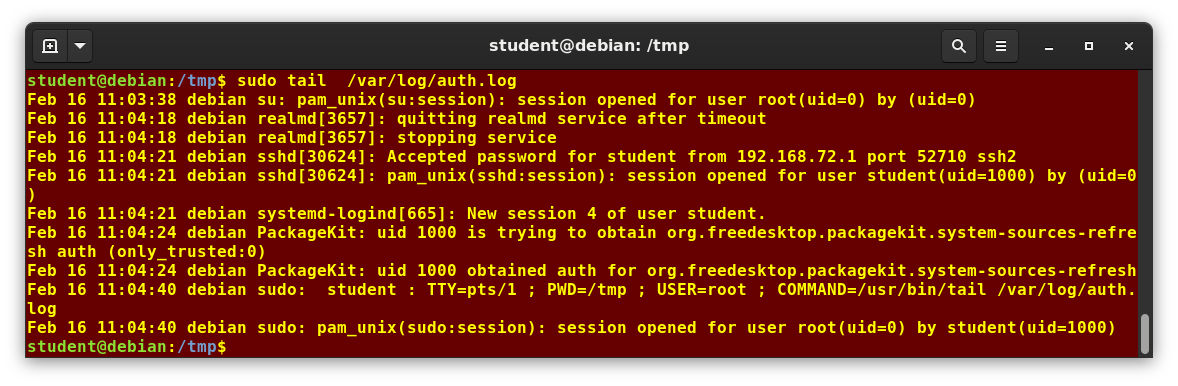 student@debian: /tmp
student@debian:/tmp$ sudo tail  /var/log/auth.log
Feb 16 11:03:38 debian su: pam_unix(su:session): session opened for user root(uid=0) by (uid=0)
Feb 16 11:04:18 debian realmd[3657]: quitting realmd service after timeout
Feb 16 11:04:18 debian realmd[3657]: stopping service
Feb 16 11:04:21 debian sshd[30624]: Accepted password for student from 192.168.72.1 port 52710 ssh2
Feb 16 11:04:21 debian sshd[30624]: pam_unix(sshd:session): session opened for user student(uid=1000) by (uid=0
)
Feb 16 11:04:21 debian systemd-logind[665]: New session 4 of user student.
Feb 16 11:04:24 debian PackageKit: uid 1000 is trying to obtain org.freedesktop.packagekit.system-sources-refre
sh auth (only_trusted:0)
Feb 16 11:04:24 debian PackageKit: uid 1000 obtained auth for org.freedesktop.packagekit.system-sources-refresh
Feb 16 11:04:40 debian sudo:  student : TTY=pts/1 ; PWD=/tmp ; USER=root ; COMMAND=/usr/bin/tail /var/log/auth.
log
Feb 16 11:04:40 debian sudo: pam_unix(sudo:session): session opened for user root(uid=0) by student(uid=1000)
student@debian:/tmp$